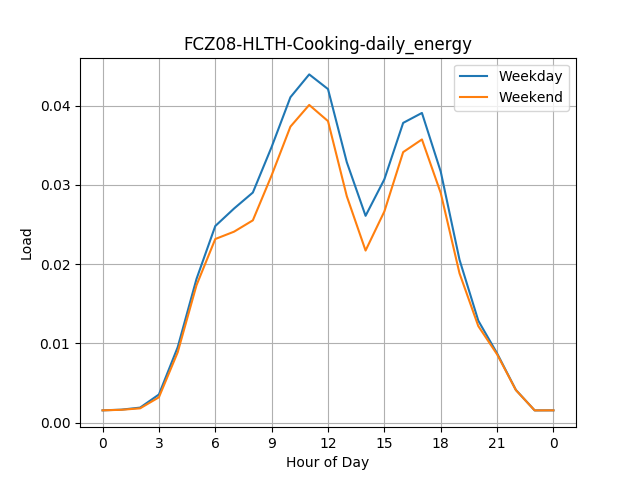 FCZ08-HLTH-Cooking-daily_energy
Weekday
Weekend
0.04
0.03
0.02
0.01
0.00
Load
0 3 6 9 12 15 18 21 0
Hour of Day